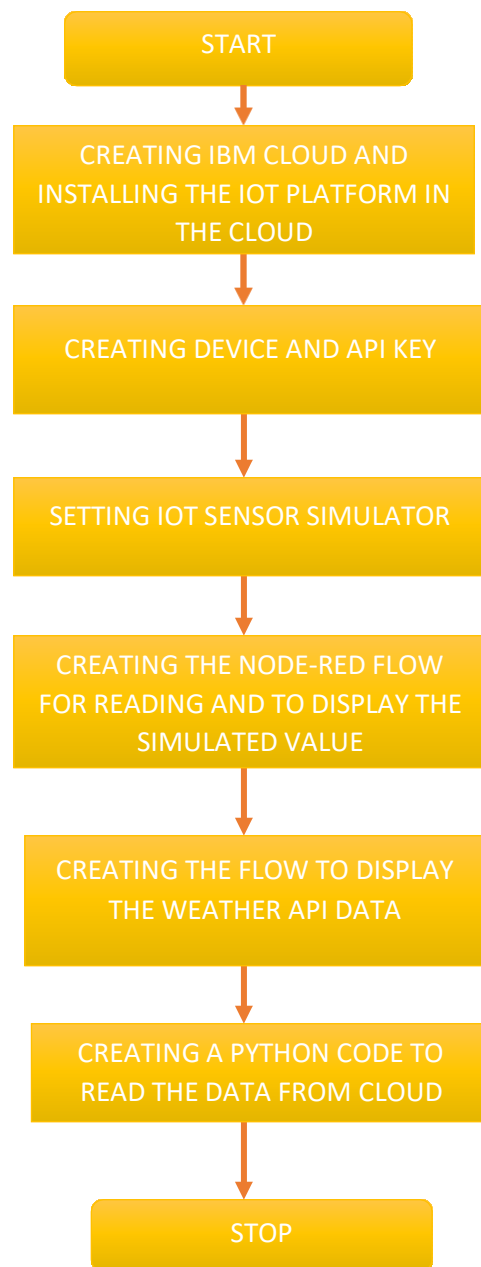 START
CREATING IBM CLOUD AND
INSTALLING THE IOT PLATFORM IN
THE CLOUD
CREATING DEVICE AND API KEY
SETTING IOT SENSOR SIMULATOR
CREATING THE NODE-RED FLOW
FOR READING AND TO DISPLAY THE
SIMULATED VALUE
CREATING THE FLOW TO DISPLAY
THE WEATHER API DATA
CREATING A PYTHON CODE TO
READ THE DATA FROM CLOUD
STOP